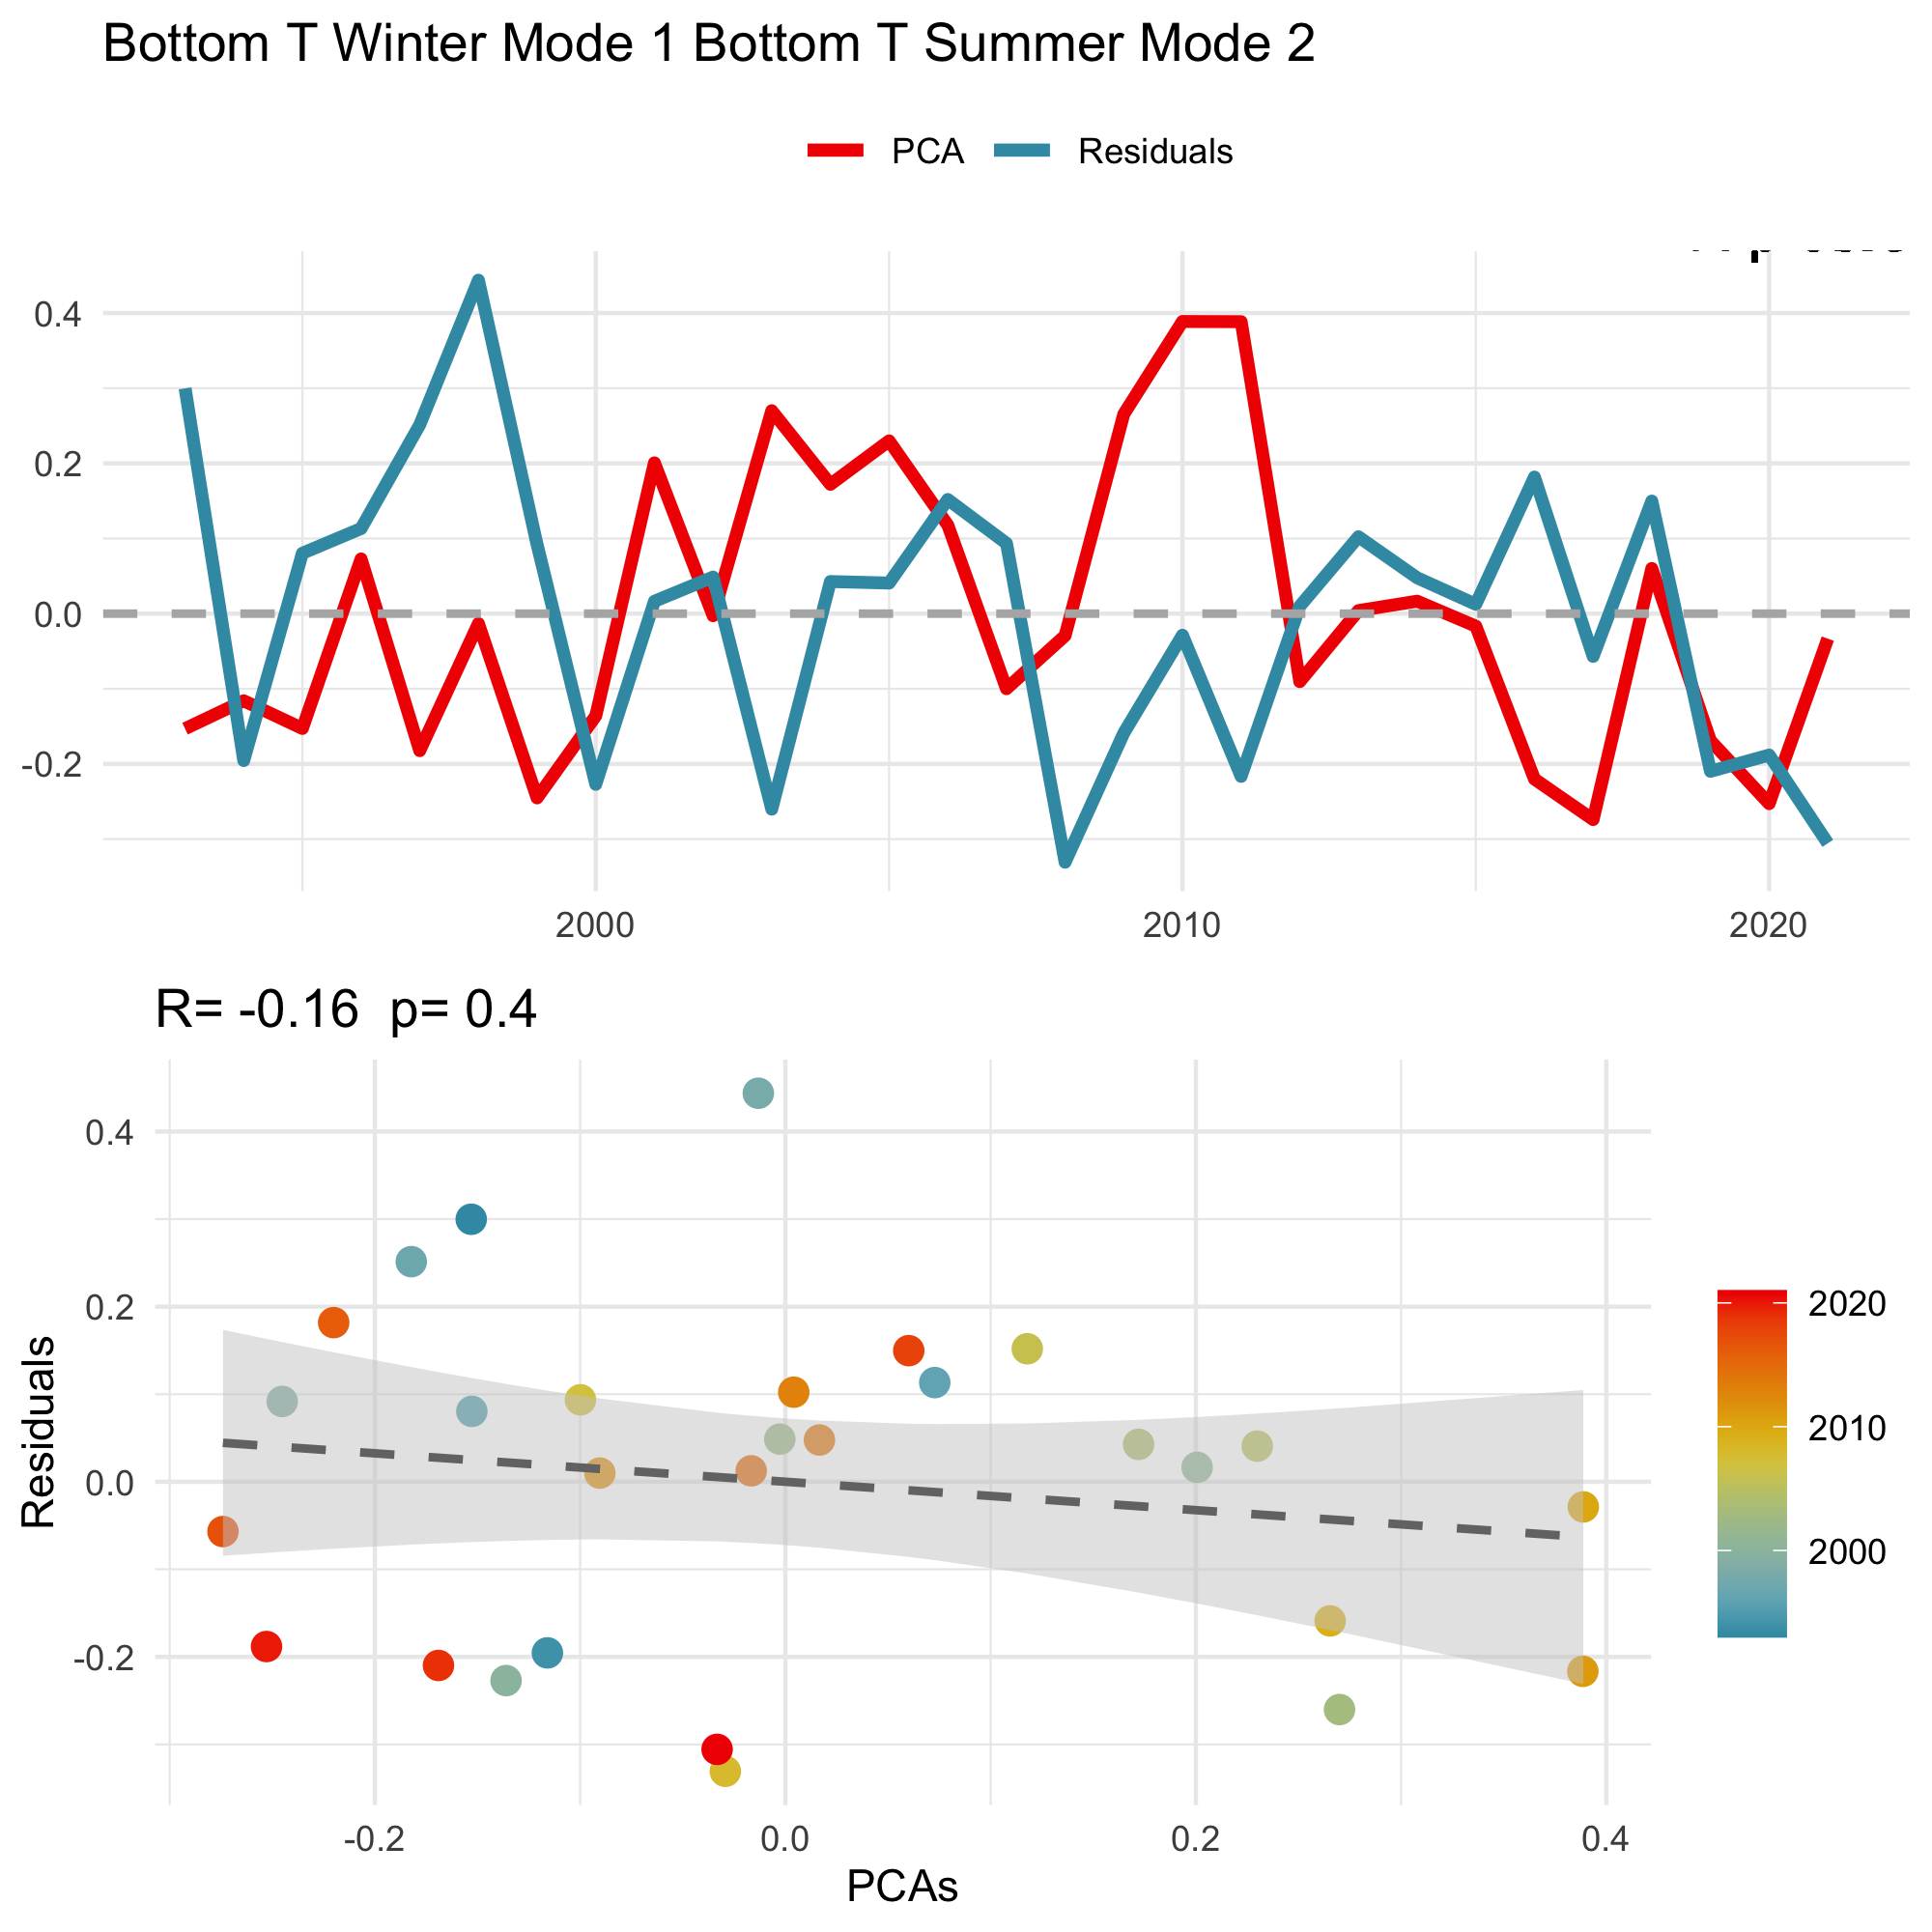 Bottom T Winter Mode 1 Bottom T Summer Mode 2
PCA Residuals
0.4
0.2
0.0
-0.2
2000 2010 2020
R= -0.16 p= 0.4
Residuals
0.4
0.2
0.0
-0.2
-0.2 0.0 0.2 0.4
PCAs
2020
2010
2000